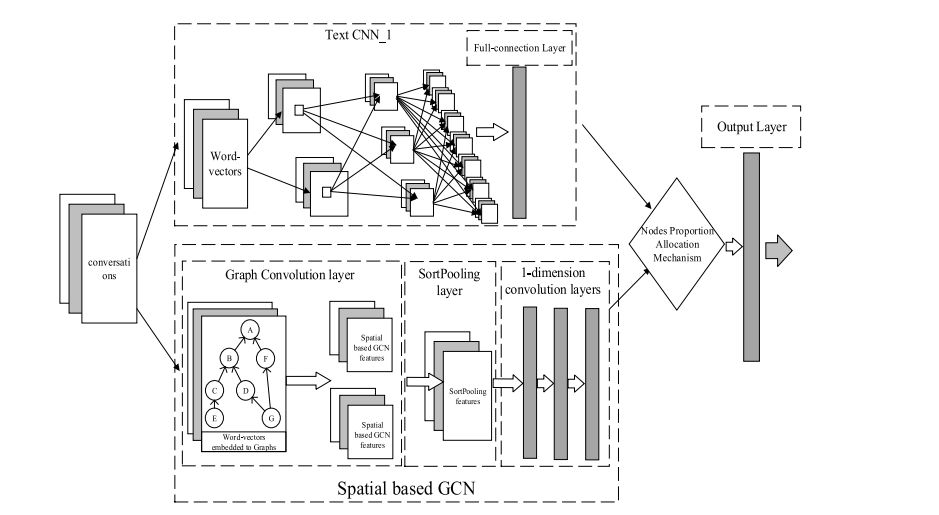 Text CNN_1
Full-connection Layer
Word-
vectors
Output Layer
conversati
ons
Nodes Proportion
Allocation
Mechanism
Graph Convolution layer
SortPooling
layer
1-dimension
convolution layers
A
B
F
C
D
E
G
Word-vectors
embedded to Graphs
Spatial
based GCN
features
Spatial
based GCN
features
SortPooling
features
Spatial based GCN